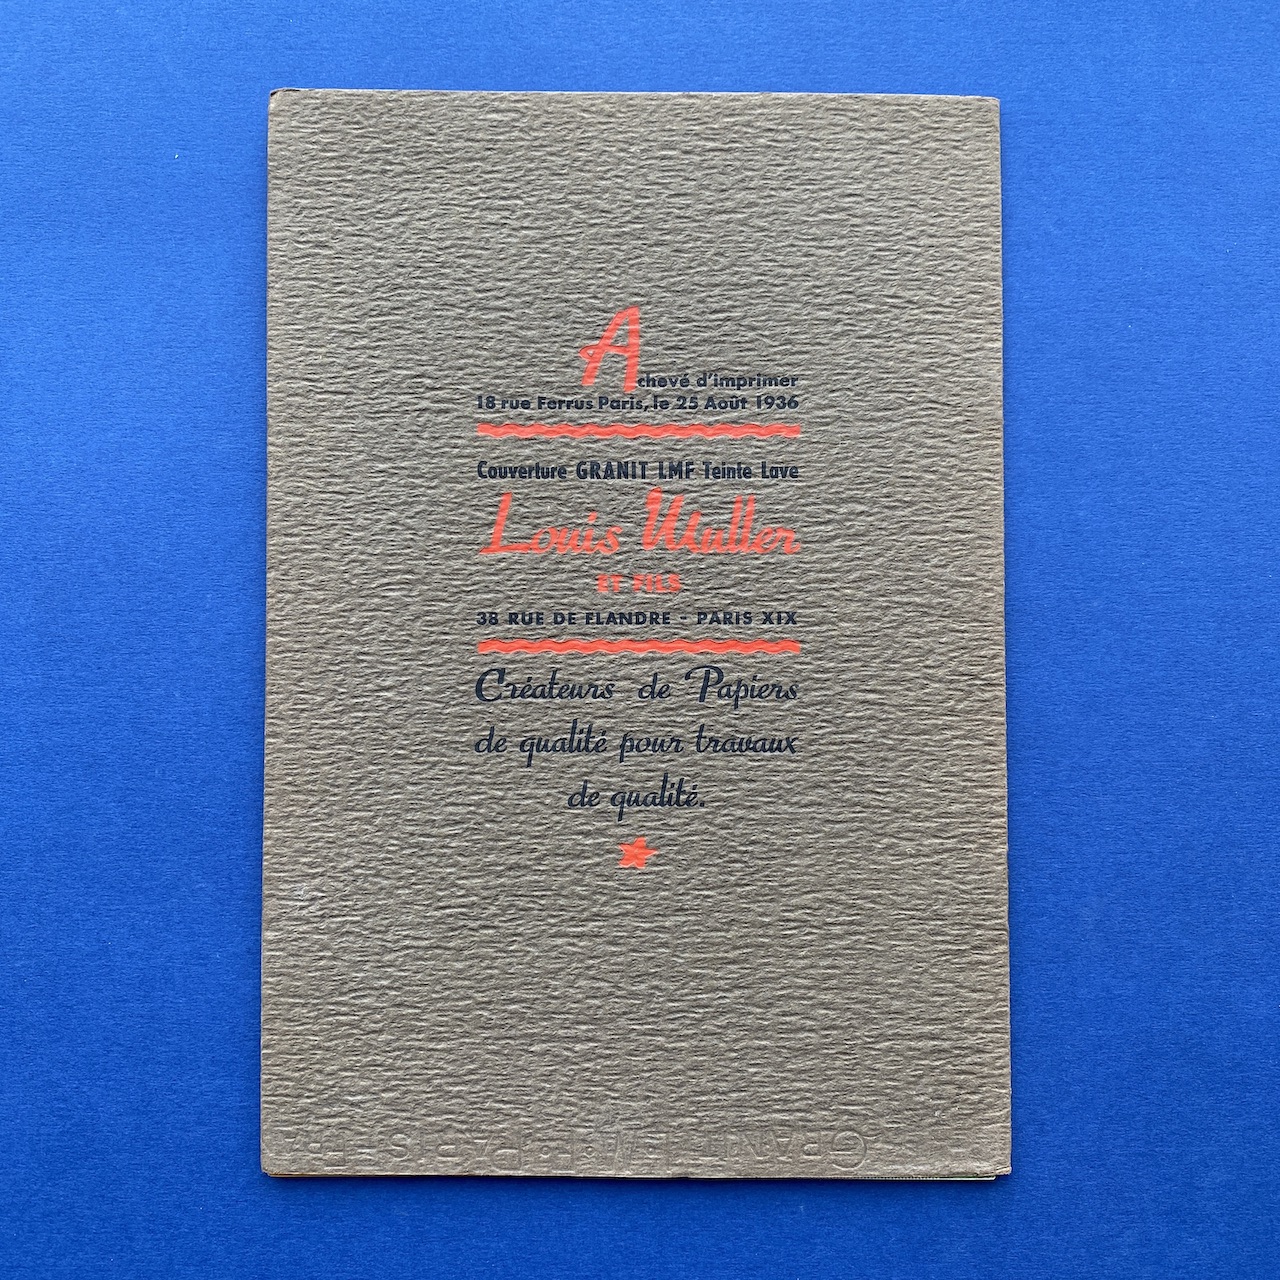 Achevé d'imprimer
18 rue Ferrus Paris, le 25 Août 1936
Couverture GRANIT LMF Teinte Lave
Louis Muller
ET FILS
38 RUE DE FLANDRE - PARIS XIX
Créateurs de Papiers
de qualité pour travaux
de qualité.
GRANIT